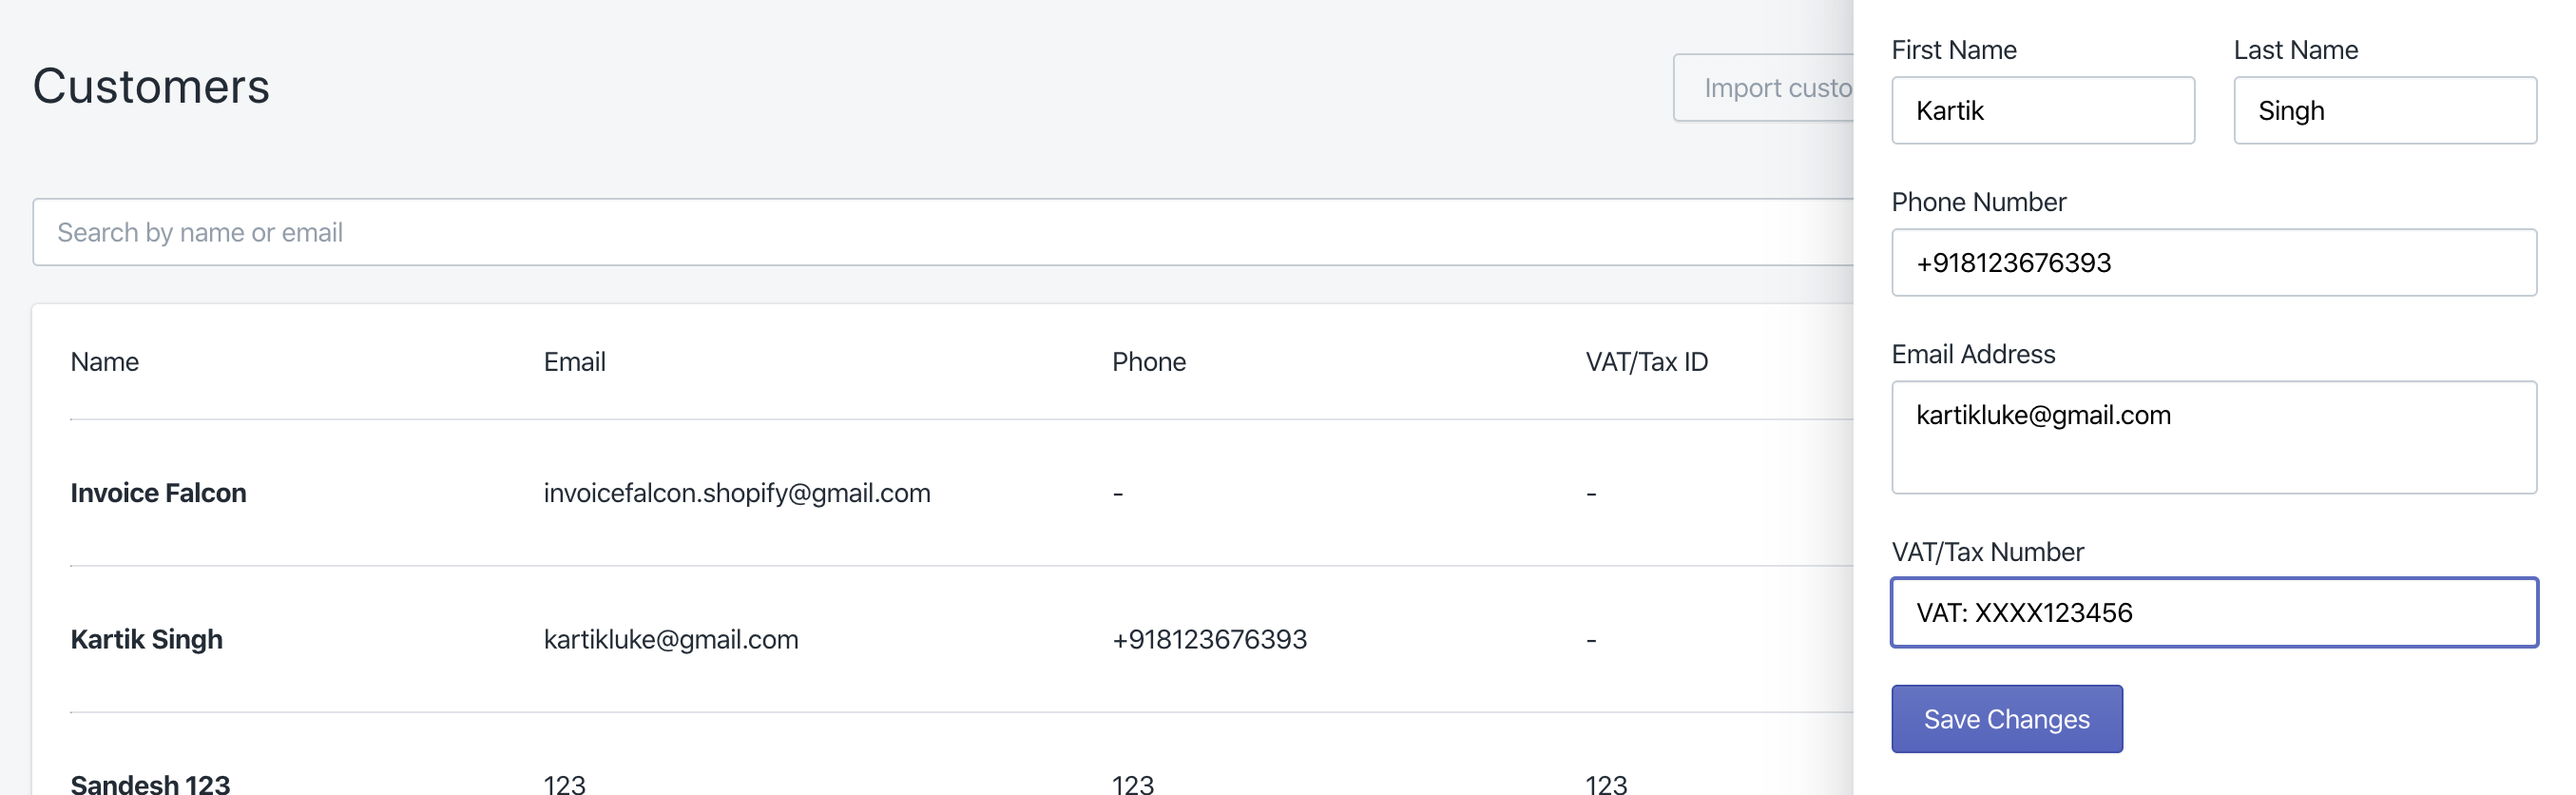 Customers
Import custo
Search by name or email
Name Email Phone VAT/Tax ID
Invoice Falcon invoicefalcon.shopify@gmail.com - -
Kartik Singh kartikluke@gmail.com +918123676393 -
Sandesh 123 123 123 123
First Name Last Name
Kartik Singh
Phone Number
+918123676393
Email Address
kartikluke@gmail.com
VAT/Tax Number
VAT: XXXX123456
Save Changes